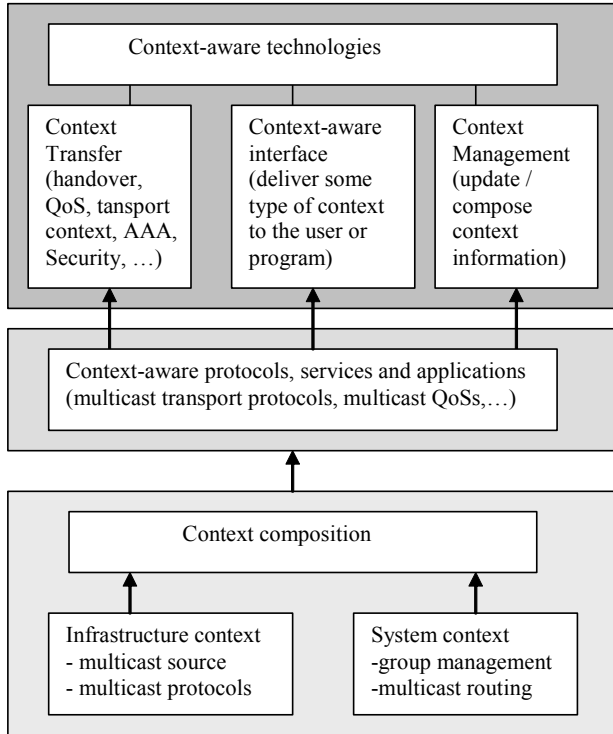 Context-aware technologies
Context
Transfer
(handover,
QoS, tansport
context, AAA,
Security, …)
Context-aware
interface
(deliver some
type of context
to the user or
program)
Context
Management
(update /
compose
context
information)
Context-aware protocols, services and applications
(multicast transport protocols, multicast QoSs,…)
Context composition
Infrastructure context
- multicast source
- multicast protocols
System context
-group management
-multicast routing